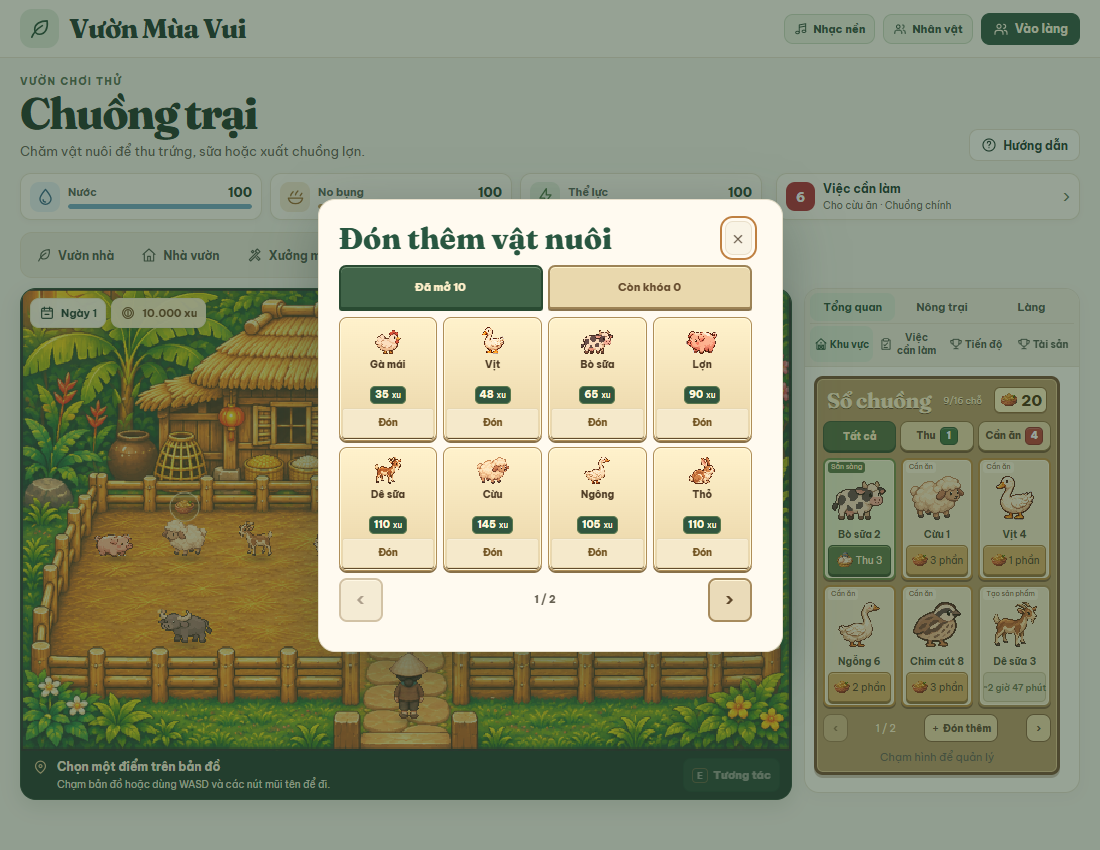 Vườn Mùa Vui
Nhạc nền
Nhân vật
Vào làng
VƯỜN CHƠI THỬ
Chuồng trại
Chăm vật nuôi để thu trứng, sữa hoặc xuất chuồng lợn.
Hướng dẫn
Nước 100
No bụng 100
Thể lực 100
6 Việc cần làm
Cho cừu ăn · Chuồng chính
Vườn nhà
Nhà vườn
Xưởng m
Ngày 1
10.000 xu
Đón thêm vật nuôi
×
Đã mở 10
Còn khóa 0
Gà mái
Vịt
Bò sữa
Lợn
35 xu
48 xu
65 xu
90 xu
Đón
Đón
Đón
Đón
Dê sữa
Cừu
Ngỗng
Thỏ
110 xu
145 xu
105 xu
110 xu
Đón
Đón
Đón
Đón
‹
1 / 2
›
Tổng quan
Nông trại
Làng
Khu vực
Việc cần làm
Tiến độ
Tài sản
Sổ chuồng
9/16 chỗ
20
Tất cả
Thu 1
Cần ăn 4
Sẵn sàng
Cần ăn
Cần ăn
Bò sữa 2
Cừu 1
Vịt 4
Thu 3
3 phần
1 phần
Cần ăn
Cần ăn
Tạo sản phẩm
Ngỗng 6
Chim cút 8
Dê sữa 3
2 phần
3 phần
~2 giờ 47 phút
‹
1 / 2
+ Đón thêm
›
Chạm hình để quản lý
Chọn một điểm trên bản đồ
Chạm bản đồ hoặc dùng WASD và các nút mũi tên để đi.
E Tương tác